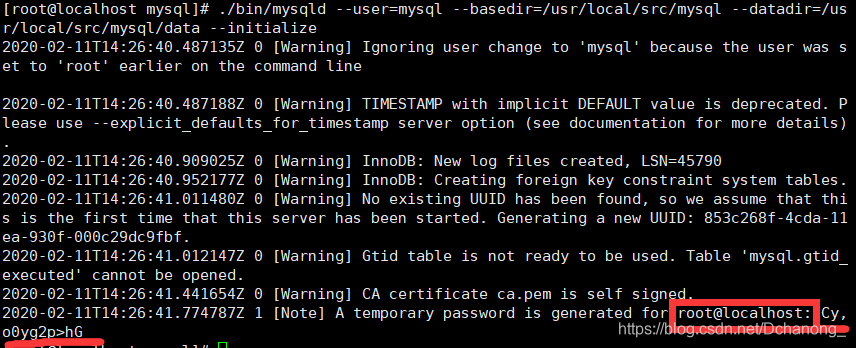 [root@localhost mysql]# ./bin/mysqld --user=mysql --basedir=/usr/local/src/mysql --datadir=/us
r/local/src/mysql/data --initialize
2020-02-11T14:26:40.487135Z 0 [Warning] Ignoring user change to 'mysql' because the user was s
et to 'root' earlier on the command line
2020-02-11T14:26:40.487188Z 0 [Warning] TIMESTAMP with implicit DEFAULT value is deprecated. P
lease use --explicit_defaults_for_timestamp server option (see documentation for more details)
.
2020-02-11T14:26:40.909025Z 0 [Warning] InnoDB: New log files created, LSN=45790
2020-02-11T14:26:40.952177Z 0 [Warning] InnoDB: Creating foreign key constraint system tables.
2020-02-11T14:26:41.011480Z 0 [Warning] No existing UUID has been found, so we assume that thi
s is the first time that this server has been started. Generating a new UUID: 853c268f-4cda-11
ea-930f-000c29dc9fbf.
2020-02-11T14:26:41.012147Z 0 [Warning] Gtid table is not ready to be used. Table 'mysql.gtid_
executed' cannot be opened.
2020-02-11T14:26:41.441654Z 0 [Warning] CA certificate ca.pem is self signed.
2020-02-11T14:26:41.774787Z 1 [Note] A temporary password is generated for root@localhost: Cy,
o0yg2p>hG
https://blog.csdn.net/Dchanong_